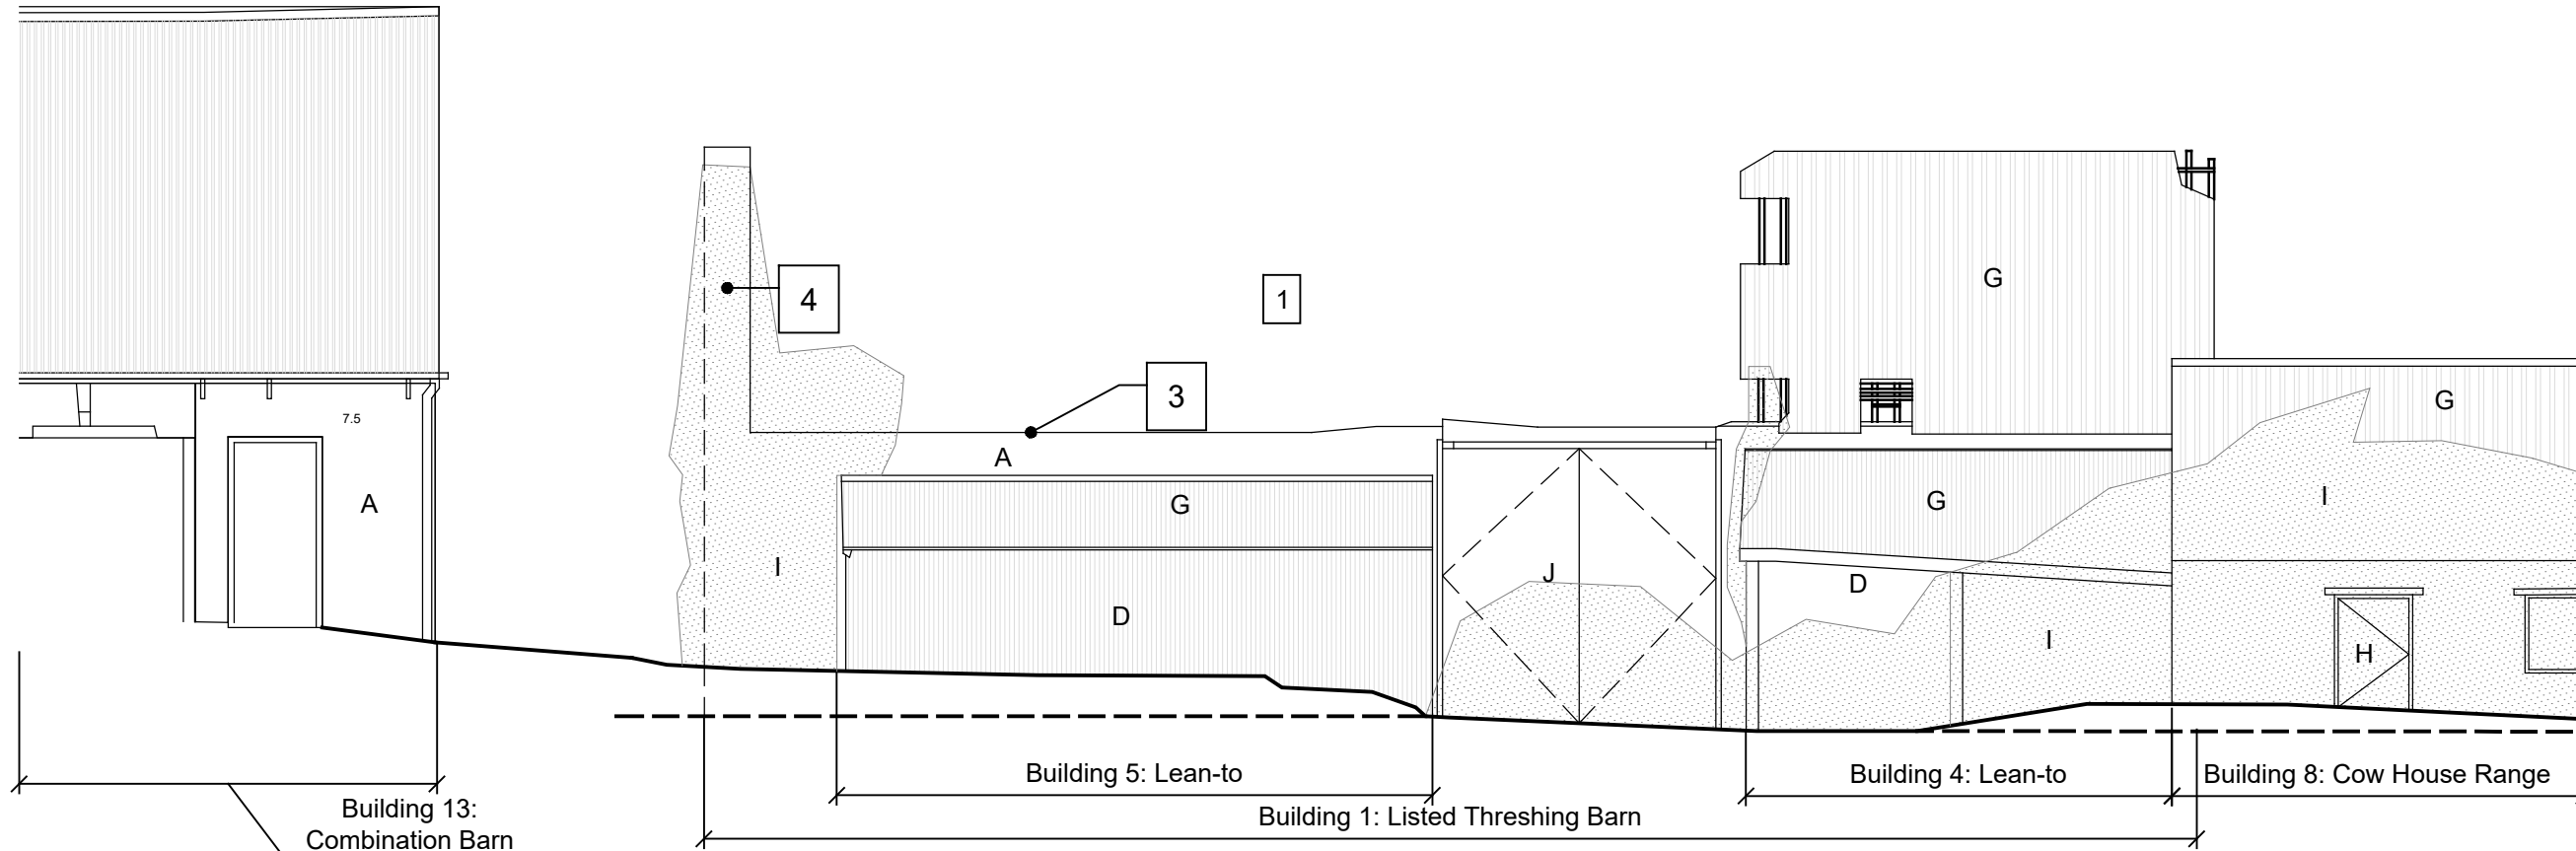 4
1
G
3
G
7.5
A
A
G
G
I
I
J
D
D
I
H
Building 5: Lean-to
Building 4: Lean-to
Building 8: Cow House Range
Building 13:
Combination Barn
Building 1: Listed Threshing Barn